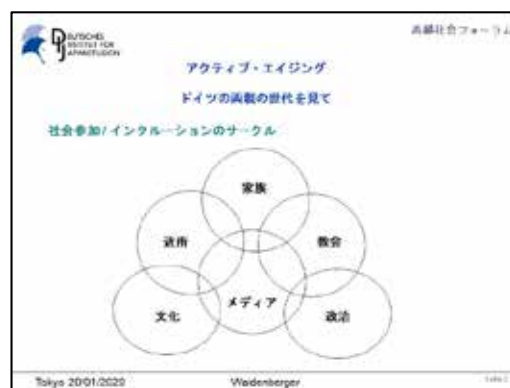 DIJ DEUTSCHES
INSTITUT FÜR
JAPANSTUDIEN
高齢社会フォーラム
アクティブ・エイジング
ドイツの両親の世代を見て
社会参加/インクルーションのサークル
家族
近所
教会
メディア
文化
政治
Tokyo 20/01/2020
Waldenberger